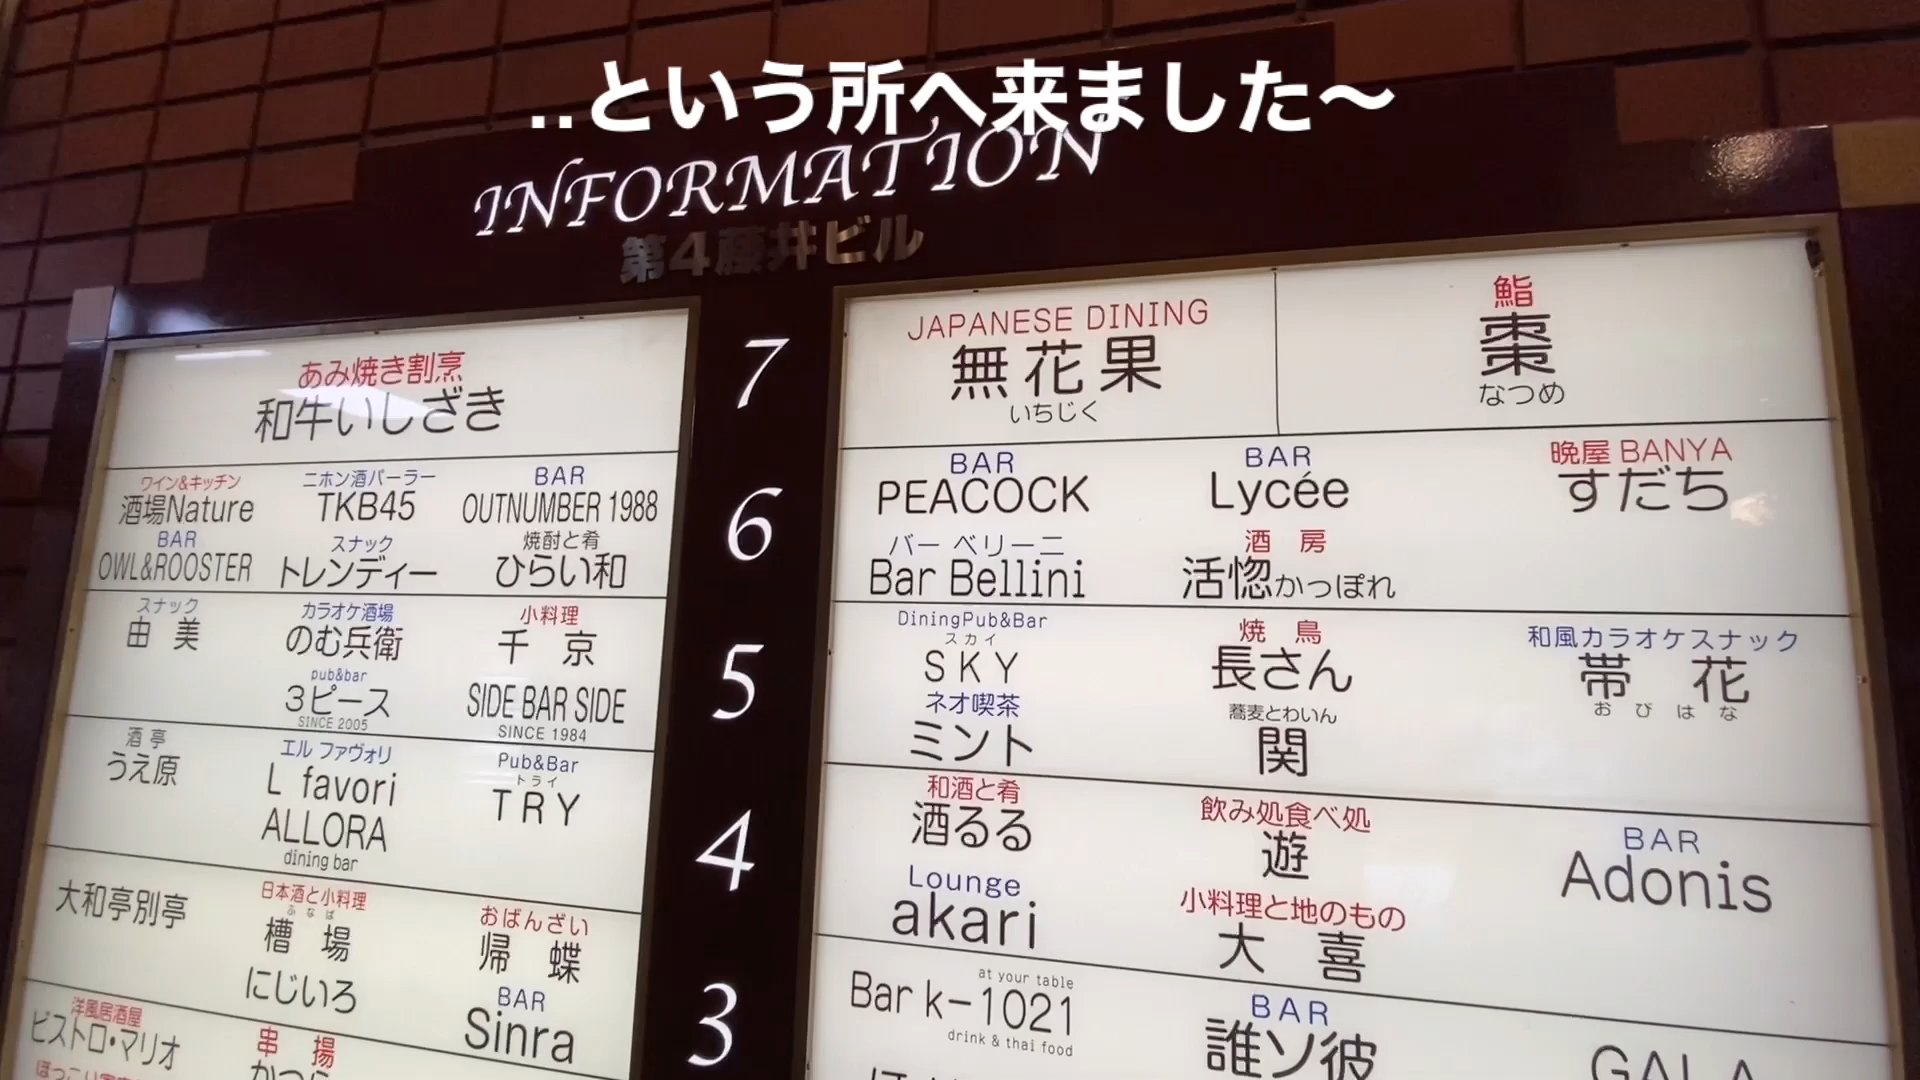 ..という所へ来ました〜
INFORMATION
第4藤井ビル
あみ焼き割烹
和牛いしざき
7
JAPANESE DINING
無花果
いちじく
鮨
棗
なつめ
ワイン&キッチン
酒場Nature
ニホン酒パーラー
TKB45
BAR
OUTNUMBER 1988
BAR
OWL&ROOSTER
スナック
トレンディー
焼酎と肴
ひらい和
6
BAR
PEACOCK
BAR
Lycée
晩屋 BANYA
すだち
バー ベリーニ
Bar Bellini
酒房
活惚かっぽれ
スナック
由美
カラオケ酒場
のむ兵衛
小料理
千京
pub&bar
3ピース
SINCE 2005
SIDE BAR SIDE
SINCE 1984
5
DiningPub&Bar
スカイ
SKY
焼鳥
長さん
和風カラオケスナック
帯花
おびはな
ネオ喫茶
ミント
蕎麦とわいん
関
酒亭
うえ原
エル ファヴォリ
L favori
ALLORA
dining bar
Pub&Bar
トライ
TRY
4
和酒と肴
酒るる
飲み処食べ処
遊
BAR
Adonis
Lounge
akari
小料理と地のもの
大喜
大和亭別亭
日本酒と小料理
ふなば
槽場
にじいろ
おばんざい
帰蝶
BAR
Sinra
3
at your table
Bar k-1021
drink & thai food
BAR
誰ソ彼
GALA
洋風居酒屋
ビストロ・マリオ
串揚
かつら